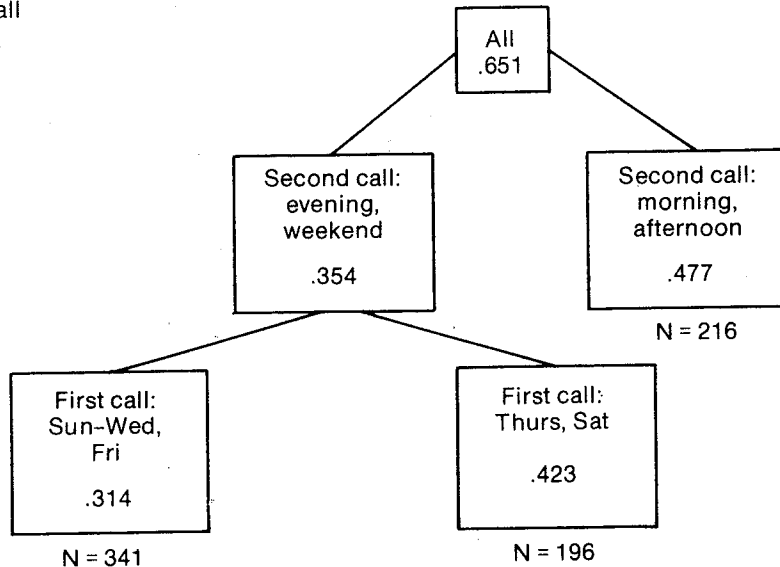 all
All
.651
Second call:
evening,
weekend
.354
Second call:
morning,
afternoon
.477
N = 216
First call:
Sun–Wed,
Fri
.314
N = 341
First call:
Thurs, Sat
.423
N = 196